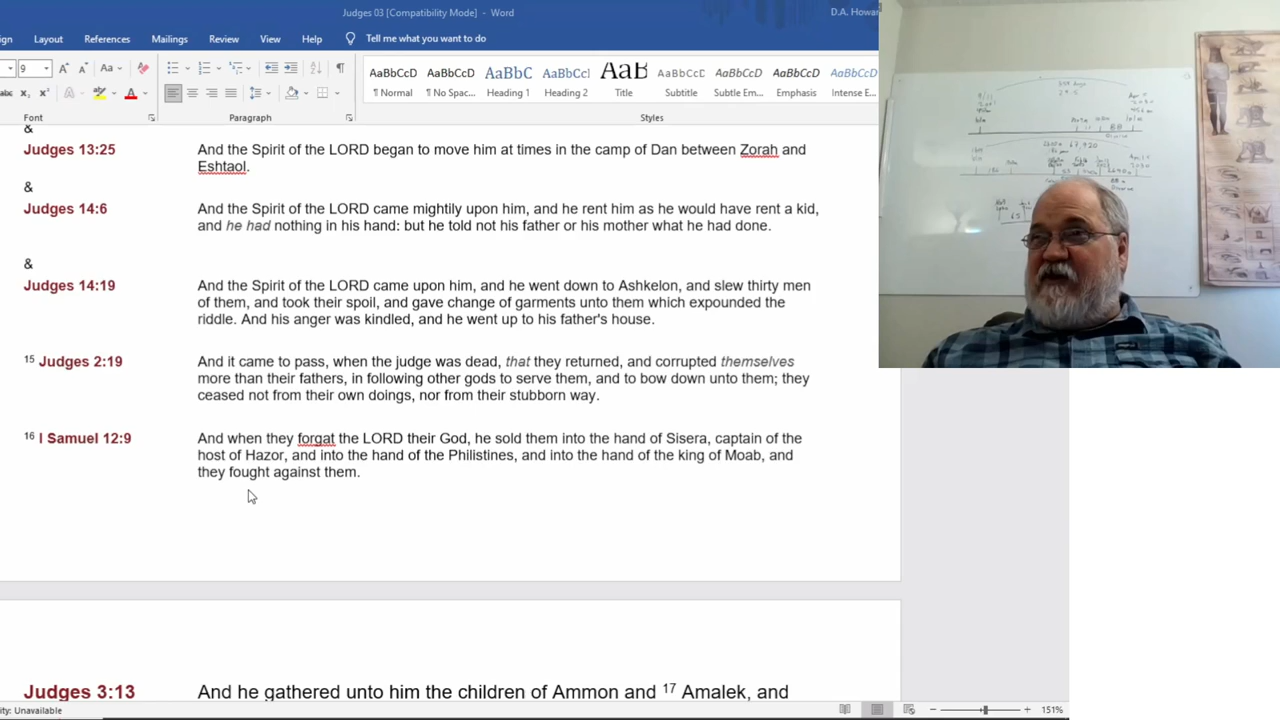 Judges 03 [Compatibility Mode] - Word
D.A. Howar
ign Layout References Mailings Review View Help Tell me what you want to do
9 A A Aa
abc x₂ x² A A
AaBbCcD AaBbCcD AaBbC AaBbCcl AaB AaBbCcD AaBbCcD AaBbCcD AaBbCcD
¶ Normal ¶ No Spac... Heading 1 Heading 2 Title Subtitle Subtle Em... Emphasis Intense E...
Font Paragraph Styles
&
Judges 13:25 And the Spirit of the LORD began to move him at times in the camp of Dan between Zorah and
Eshtaol.
&
Judges 14:6 And the Spirit of the LORD came mightily upon him, and he rent him as he would have rent a kid,
and he had nothing in his hand: but he told not his father or his mother what he had done.
&
Judges 14:19 And the Spirit of the LORD came upon him, and he went down to Ashkelon, and slew thirty men
of them, and took their spoil, and gave change of garments unto them which expounded the
riddle. And his anger was kindled, and he went up to his father's house.
15 Judges 2:19 And it came to pass, when the judge was dead, that they returned, and corrupted themselves
more than their fathers, in following other gods to serve them, and to bow down unto them; they
ceased not from their own doings, nor from their stubborn way.
16 I Samuel 12:9 And when they forgat the LORD their God, he sold them into the hand of Sisera, captain of the
host of Hazor, and into the hand of the Philistines, and into the hand of the king of Moab, and
they fought against them.
Judges 3:13 And he gathered unto him the children of Ammon and 17 Amalek, and
ity: Unavailable
151%